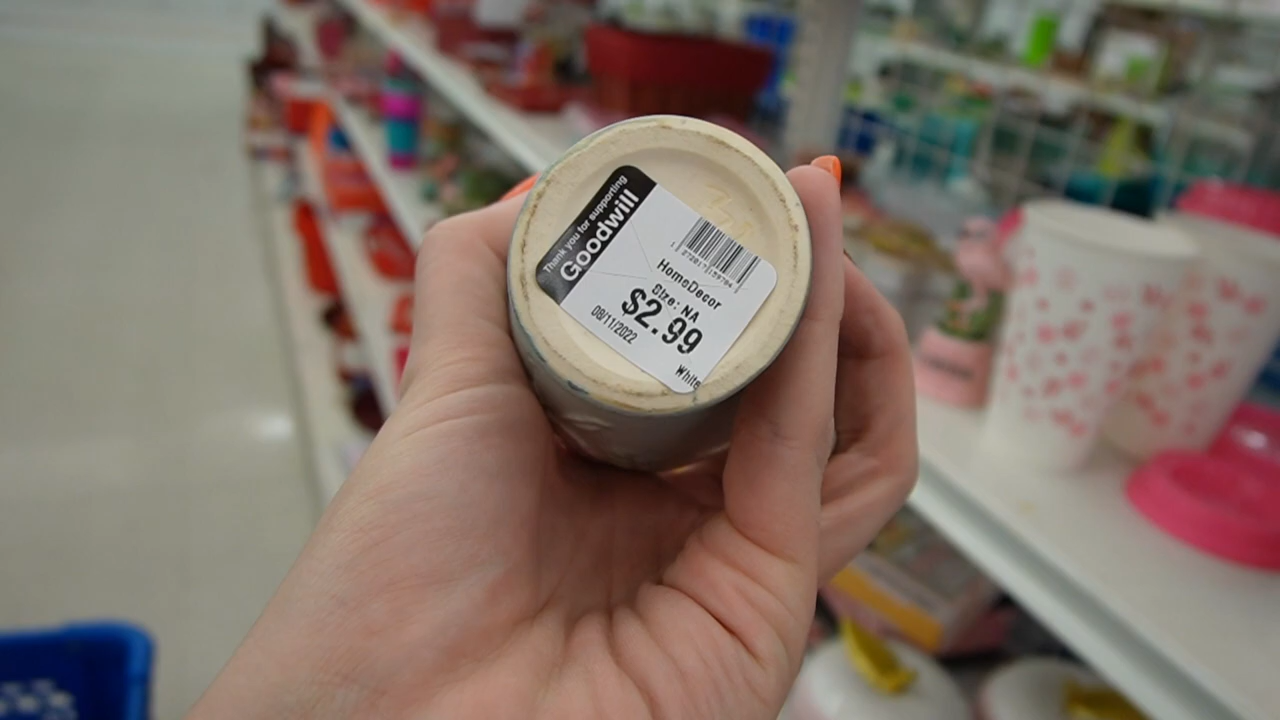 Thank you for supporting
Goodwill
HomeDecor
Size: NA
$2.99
08/11/2022
White